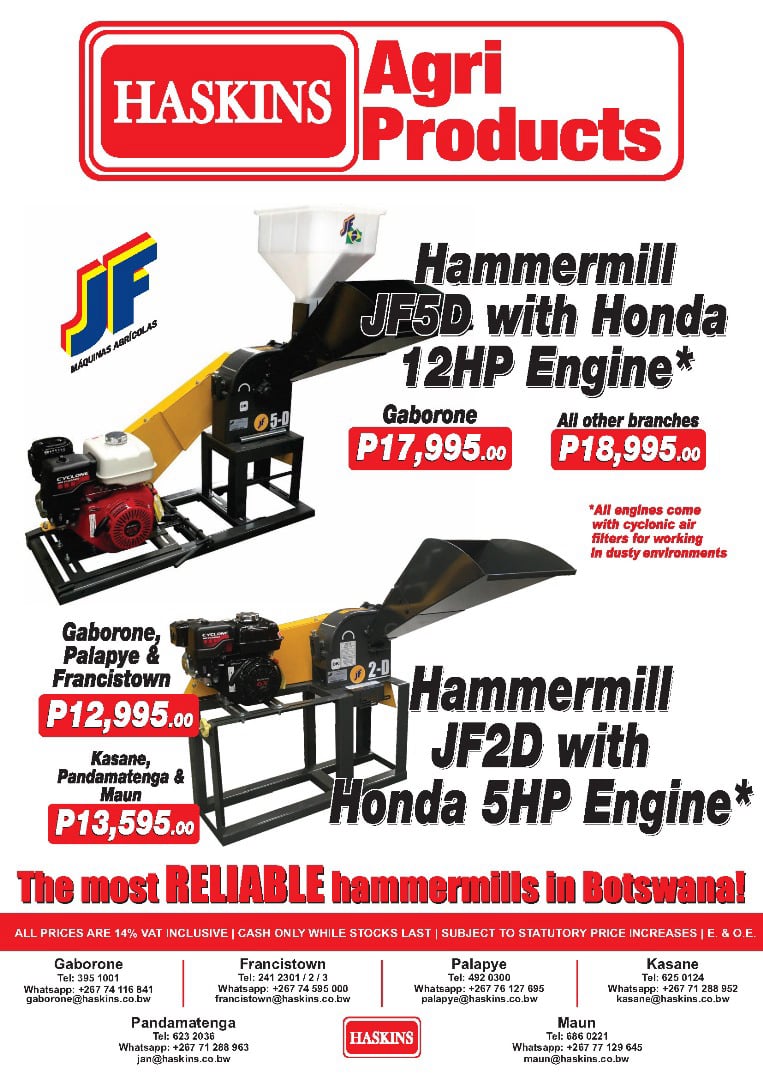 HASKINS
Agri
Products
JF
MÁQUINAS AGRÍCOLAS
JF
Hammermill
JF5D with Honda
12HP Engine*
Gaborone
P17,995.00
All other branches
P18,995.00
5-D
JF
CYCLONE
*All engines come
with cyclonic air
filters for working
in dusty environments
Gaborone,
Palapye &
Francistown
P12,995.00
Kasane,
Pandamatenga &
Maun
P13,595.00
CYCLONE
2-D
JF
Hammermill
JF2D with
Honda 5HP Engine*
The most RELIABLE hammermills in Botswana!
ALL PRICES ARE 14% VAT INCLUSIVE | CASH ONLY WHILE STOCKS LAST | SUBJECT TO STATUTORY PRICE INCREASES | E. & O.E.
Gaborone
Tel: 395 1001
Whatsapp: +267 74 116 841
gaborone@haskins.co.bw
Francistown
Tel: 241 2301 / 2 / 3
Whatsapp: +267 74 595 000
francistown@haskins.co.bw
Palapye
Tel: 492 0300
Whatsapp: +267 76 127 695
palapye@haskins.co.bw
Kasane
Tel: 625 0124
Whatsapp: +267 71 288 952
kasane@haskins.co.bw
Pandamatenga
Tel: 623 2036
Whatsapp: +267 71 288 963
jan@haskins.co.bw
HASKINS
Maun
Tel: 686 0221
Whatsapp: +267 77 129 645
maun@haskins.co.bw